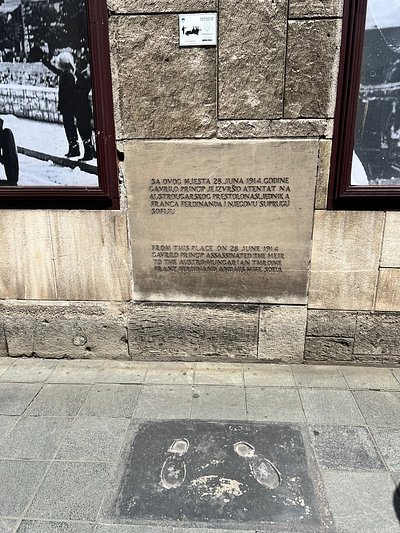 SA OVOG MJESTA 28. JUNA 1914. GODINE
GAVRILO PRINCIP JE IZVRŠIO ATENTAT NA
AUSTROUGARSKOG PRESTOLONASLJEDNIKA
FRANCA FERDINANDA I NJEGOVU SUPRUGU
SOFIJU
FROM THIS PLACE ON 28 JUNE 1914
GAVRILO PRINCIP ASSASSINATED THE HEIR
TO THE AUSTRO-HUNGARIAN THRONE
FRANZ FERDINAND AND HIS WIFE SOFIA